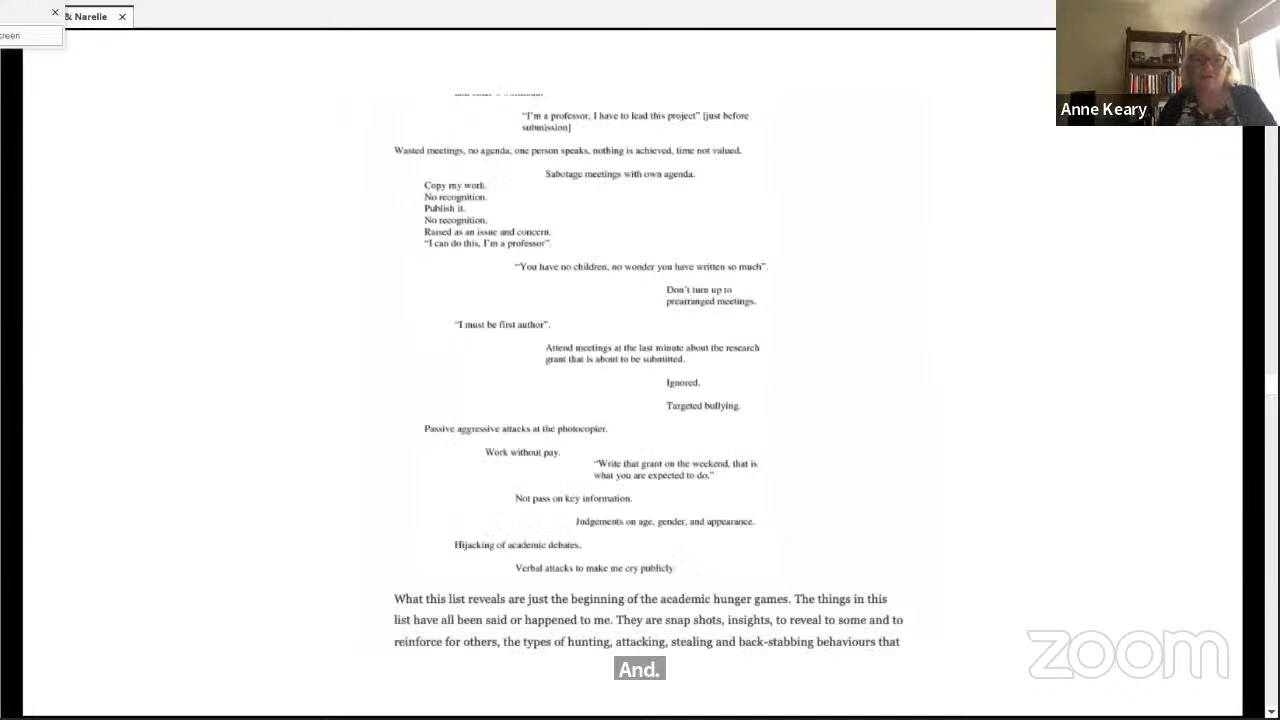 & Narelle
creen
Anne Keary
"I'm a professor, I have to lead this project" [just before
submission]
Wasted meetings, no agenda, one person speaks, nothing is achieved, time not valued.
Sabotage meetings with own agenda.
Copy my work.
No recognition.
Publish it.
No recognition.
Raised as an issue and concern.
"I can do this, I'm a professor".
"You have no children, no wonder you have written so much".
Don't turn up to
prearranged meetings.
"I must be first author".
Attend meetings at the last minute about the research
grant that is about to be submitted.
Ignored.
Targeted bullying.
Passive aggressive attacks at the photocopier.
Work without pay.
"Write that grant on the weekend, that is
what you are expected to do."
Not pass on key information.
Judgements on age, gender, and appearance.
Hijacking of academic debates.
Verbal attacks to make me cry publicly
What this list reveals are just the beginning of the academic hunger games. The things in this
list have all been said or happened to me. They are snap shots, insights, to reveal to some and to
reinforce for others, the types of hunting, attacking, stealing and back-stabbing behaviours that
And.
zoom